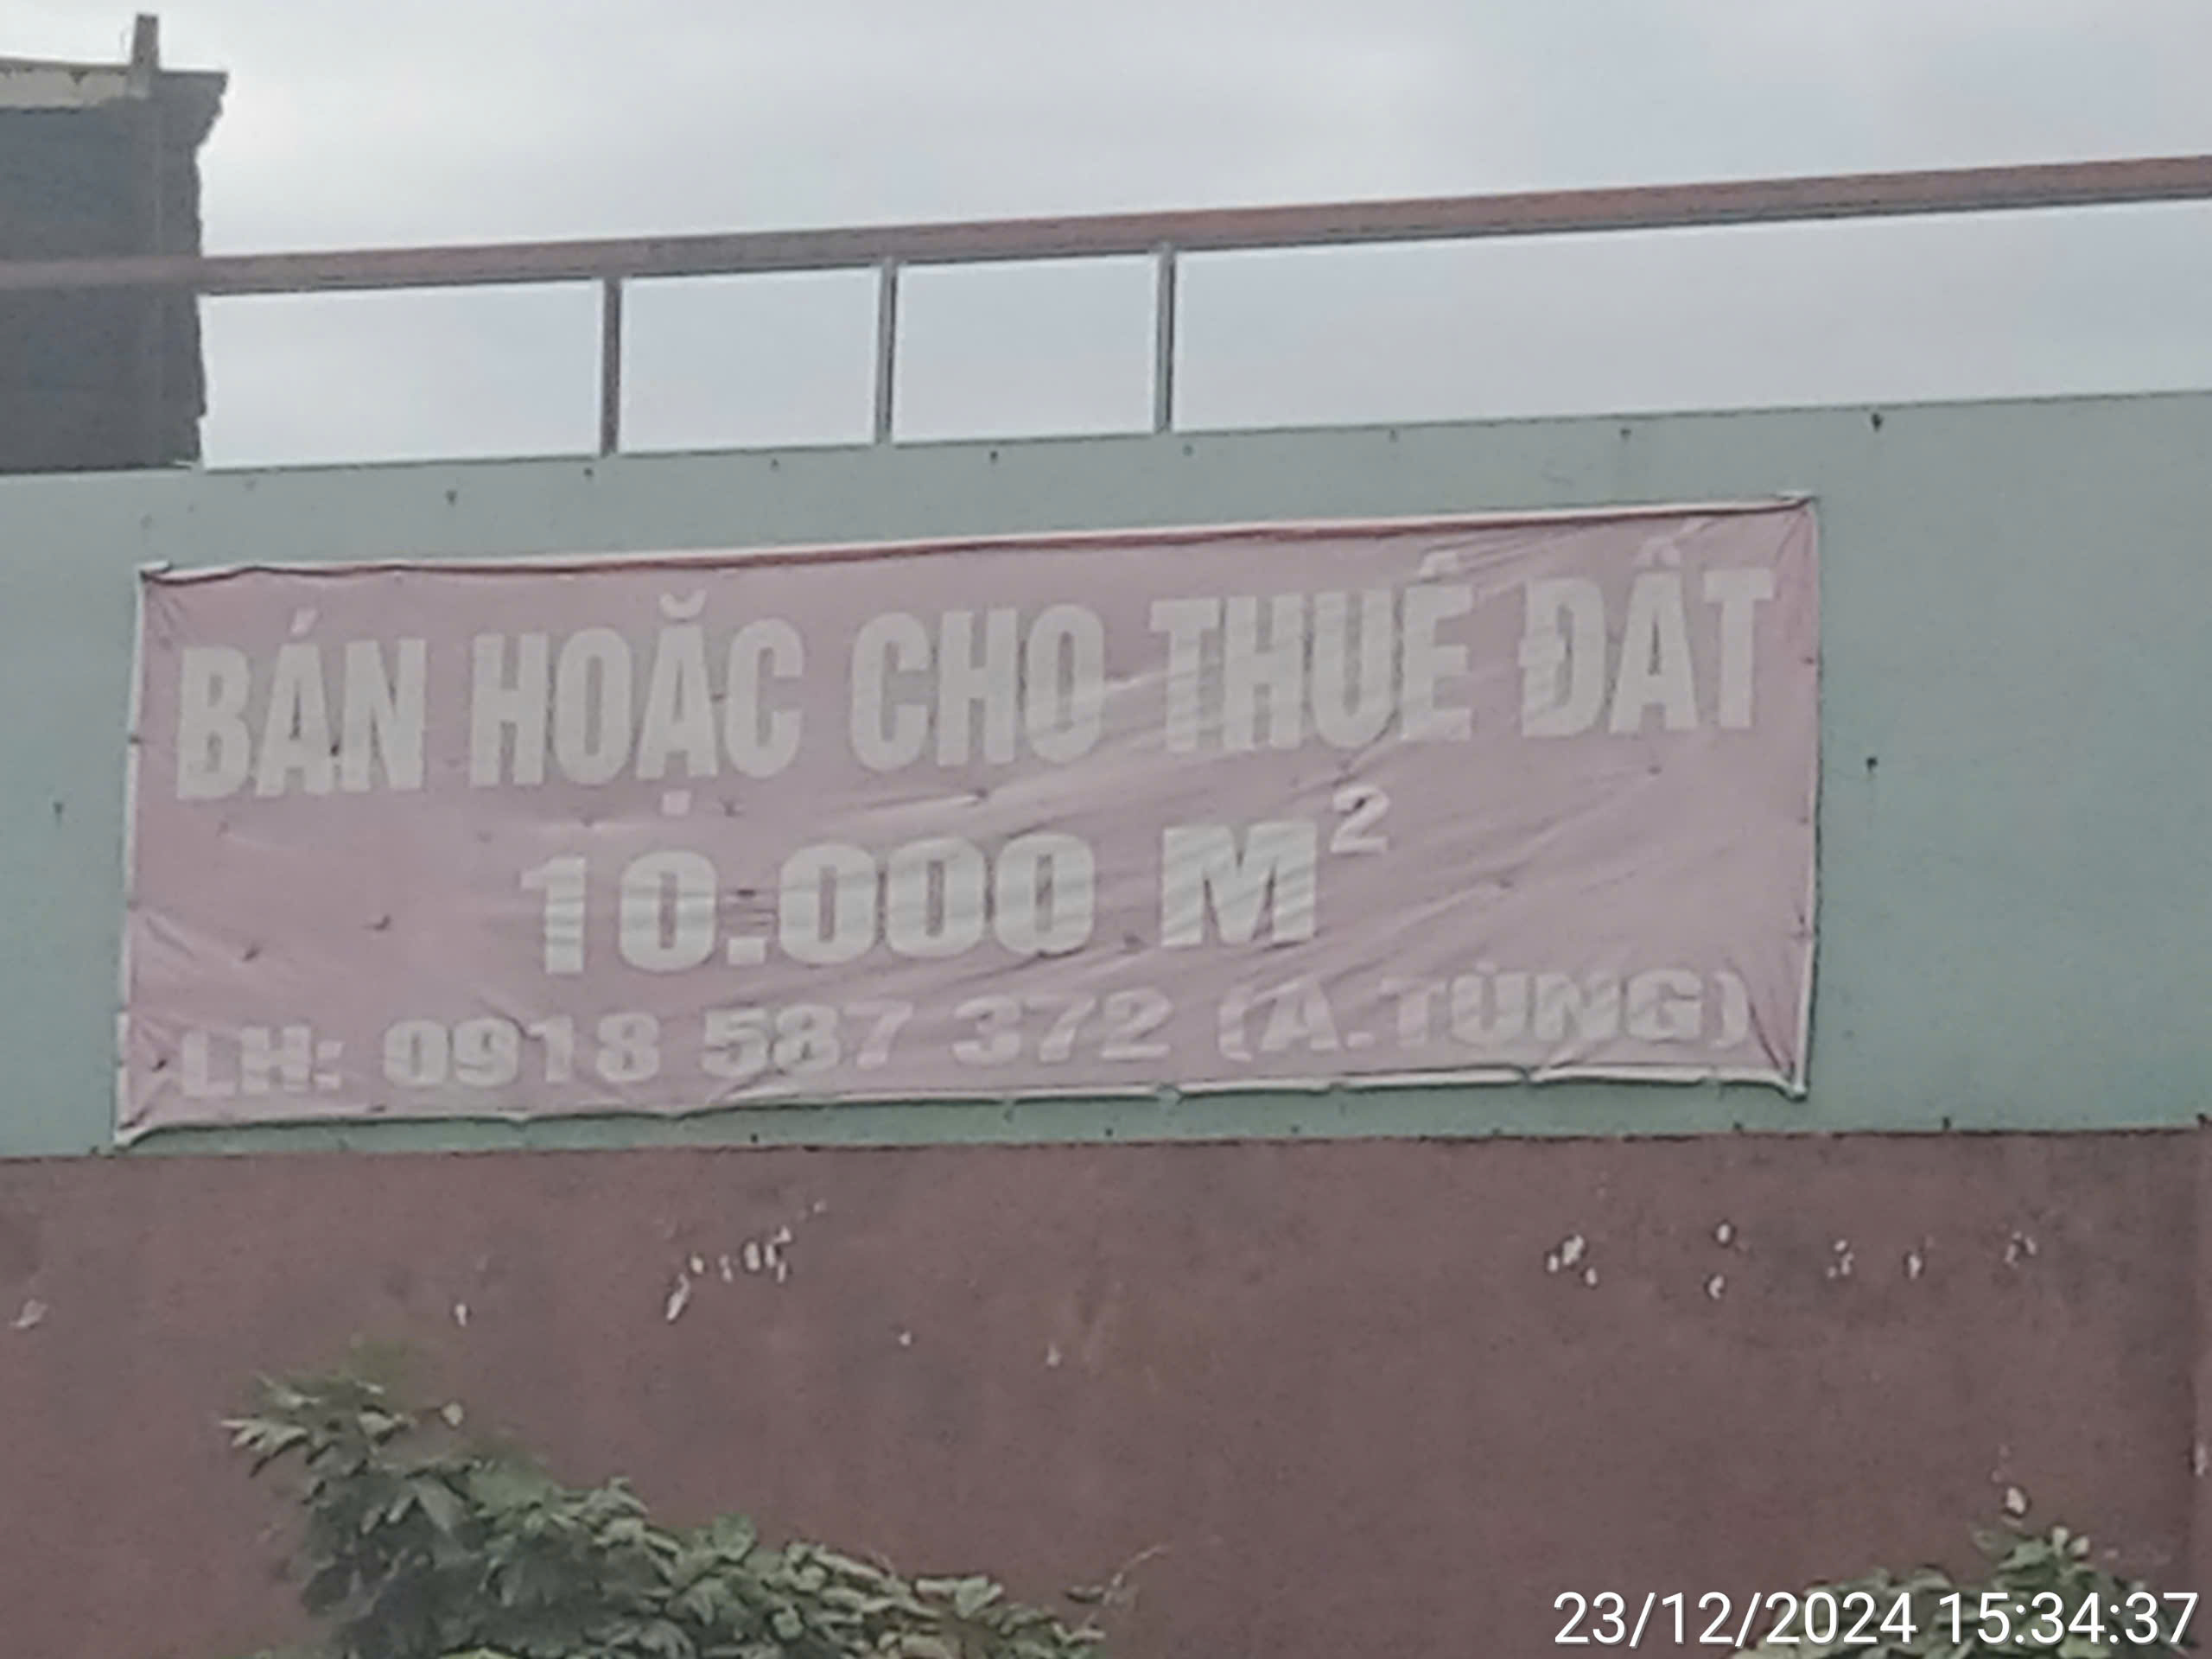 BÁN HOẶC CHO THUÊ ĐẤT
10.000 M²
LH: 0918 587 372 (A.TÙNG)
23/12/2024 15:34:37